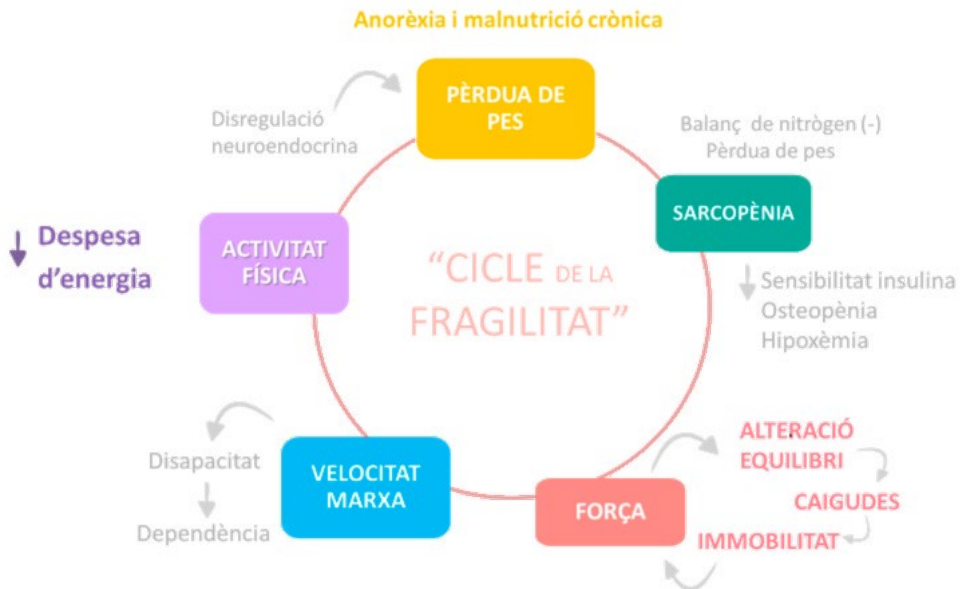 Anorèxia i malnutrició crònica
PÈRDUA DE
PES
Disregulació
neuroendocrina
Balanç de nitrògen (-)
Pèrdua de pes
SARCOPÈNIA
Sensibilitat insulina
Osteopènia
Hipoxèmia
ALTERACIÓ
EQUILIBRI
CAIGUDES
IMMOBILITAT
FORÇA
VELOCITAT
MARXA
Disapacitat
Dependència
ACTIVITAT
FÍSICA
↓ Despesa
d’energia
“CICLE DE LA
FRAGILITAT”